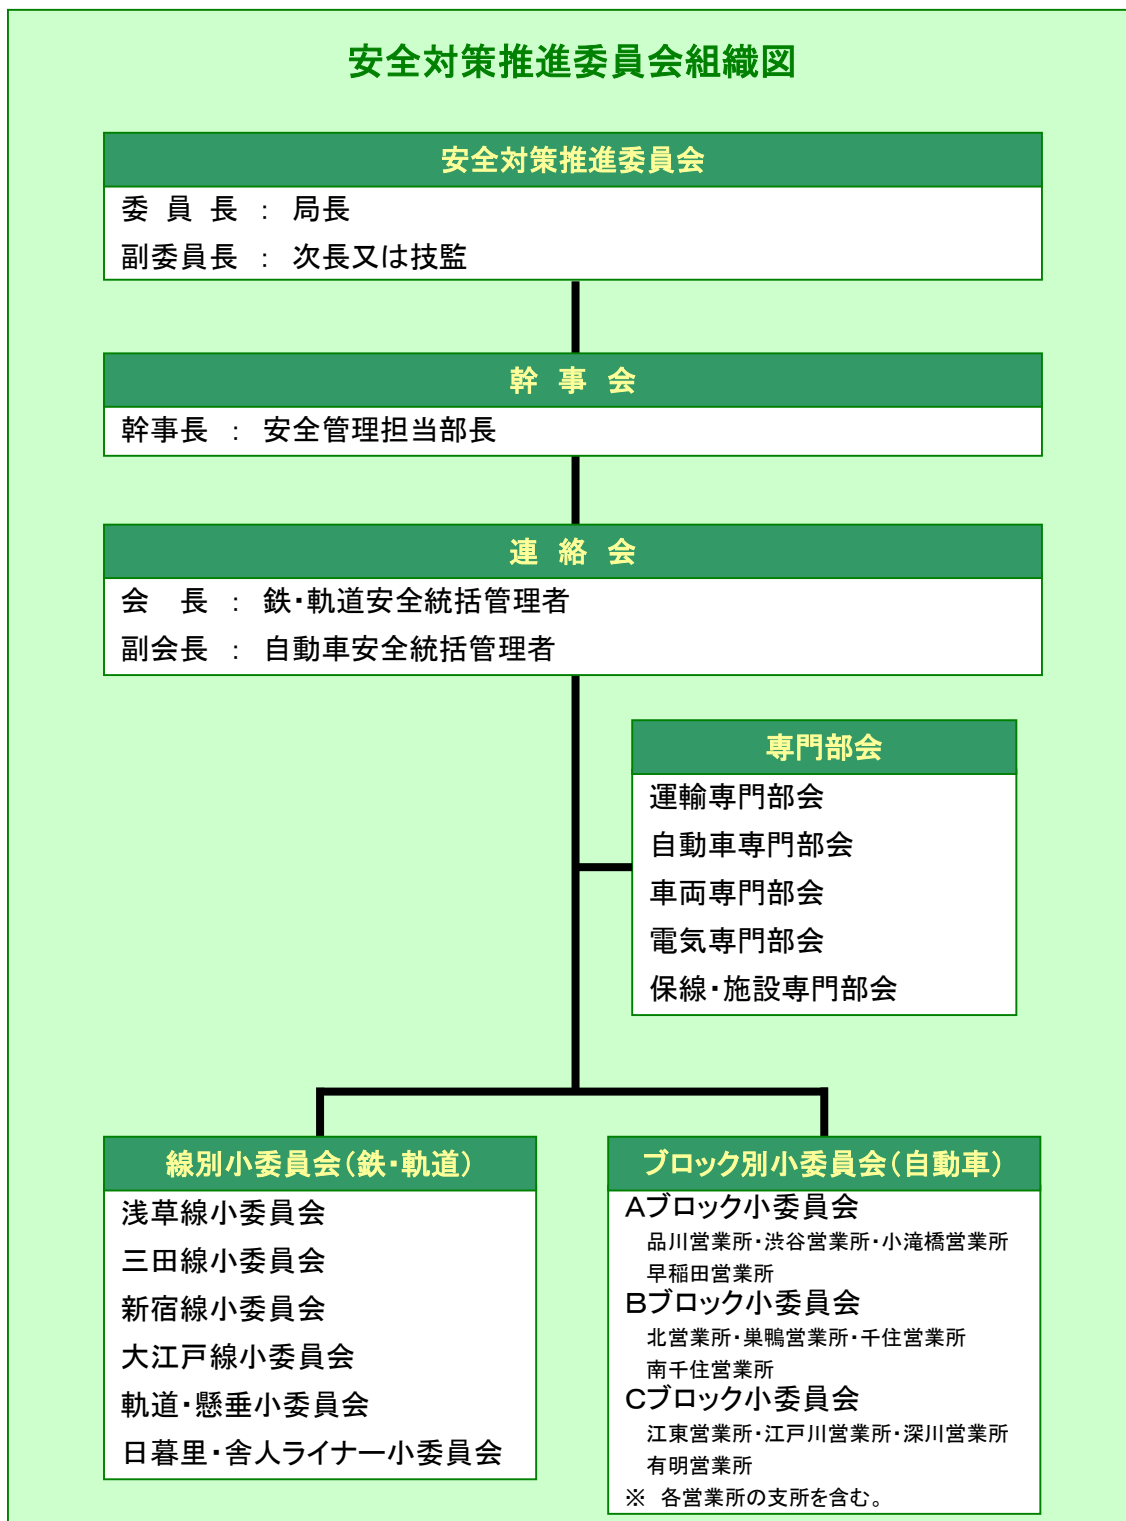 安全対策推進委員会組織図
安全対策推進委員会
委 員 長 ： 局長
副委員長 ： 次長又は技監
幹 事 会
幹事長 ： 安全管理担当部長
連 絡 会
会　長 ： 鉄・軌道安全統括管理者
副会長 ： 自動車安全統括管理者
専門部会
運輸専門部会
自動車専門部会
車両専門部会
電気専門部会
保線・施設専門部会
線別小委員会（鉄・軌道）
浅草線小委員会
三田線小委員会
新宿線小委員会
大江戸線小委員会
軌道・懸垂小委員会
日暮里・舎人ライナー小委員会
ブロック別小委員会（自動車）
Ａブロック小委員会
品川営業所・渋谷営業所・小滝橋営業所
早稲田営業所
Ｂブロック小委員会
北営業所・巣鴨営業所・千住営業所
南千住営業所
Ｃブロック小委員会
江東営業所・江戸川営業所・深川営業所
有明営業所
※ 各営業所の支所を含む。